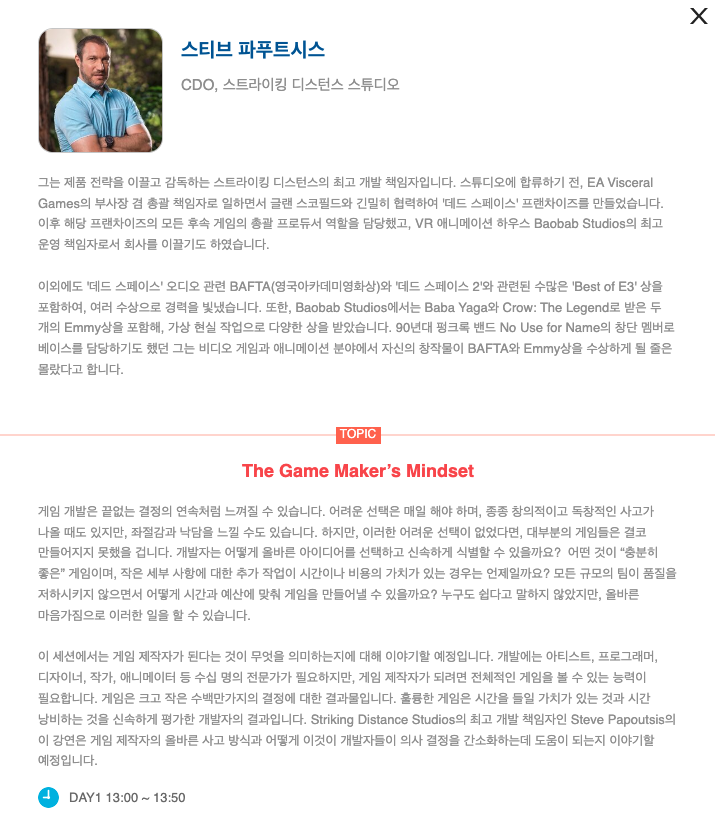 스티브 파푸트시스
CDO, 스트라이킹 디스턴스 스튜디오
그는 제품 전략을 이끌고 감독하는 스트라이킹 디스턴스의 최고 개발 책임자입니다. 스튜디오에 합류하기 전, EA Visceral
Games의 부사장 겸 총괄 책임자로 일하면서 글랜 스코필드와 긴밀히 협력하여 '데드 스페이스' 프랜차이즈를 만들었습니다.
이후 해당 프랜차이즈의 모든 후속 게임의 총괄 프로듀서 역할을 담당했고, VR 애니메이션 하우스 Baobab Studios의 최고
운영 책임자로서 회사를 이끌기도 하였습니다.
이외에도 '데드 스페이스' 오디오 관련 BAFTA(영국아카데미영화상)와 '데드 스페이스 2'와 관련된 수많은 'Best of E3' 상을
포함하여, 여러 수상으로 경력을 빛냈습니다. 또한, Baobab Studios에서는 Baba Yaga와 Crow: The Legend로 받은 두
개의 Emmy상을 포함해, 가상 현실 작업으로 다양한 상을 받았습니다. 90년대 펑크록 밴드 No Use for Name의 창단 멤버로
베이스를 담당하기도 했던 그는 비디오 게임과 애니메이션 분야에서 자신의 창작물이 BAFTA와 Emmy상을 수상하게 될 줄은
몰랐다고 합니다.
TOPIC
The Game Maker’s Mindset
게임 개발은 끝없는 결정의 연속처럼 느껴질 수 있습니다. 어려운 선택은 매일 해야 하며, 종종 창의적이고 독창적인 사고가
나올 때도 있지만, 좌절감과 낙담을 느낄 수도 있습니다. 하지만, 이러한 어려운 선택이 없었다면, 대부분의 게임들은 결코
만들어지지 못했을 겁니다. 개발자는 어떻게 올바른 아이디어를 선택하고 신속하게 식별할 수 있을까요? 어떤 것이 “충분히
좋은” 게임이며, 작은 세부 사항에 대한 추가 작업이 시간이나 비용의 가치가 있는 경우는 언제일까요? 모든 규모의 팀이 품질을
저하시키지 않으면서 어떻게 시간과 예산에 맞춰 게임을 만들어낼 수 있을까요? 누구도 쉽다고 말하지 않았지만, 올바른
마음가짐으로 이러한 일을 할 수 있습니다.
이 세션에서는 게임 제작자가 된다는 것이 무엇을 의미하는지에 대해 이야기할 예정입니다. 개발에는 아티스트, 프로그래머,
디자이너, 작가, 애니메이터 등 수십 명의 전문가가 필요하지만, 게임 제작자가 되려면 전체적인 게임을 볼 수 있는 능력이
필요합니다. 게임은 크고 작은 수백만가지의 결정에 대한 결과물입니다. 훌륭한 게임은 시간을 들일 가치가 있는 것과 시간
낭비하는 것을 신속하게 평가한 개발자의 결과입니다. Striking Distance Studios의 최고 개발 책임자인 Steve Papoutsis의
이 강연은 게임 제작자의 올바른 사고 방식과 어떻게 이것이 개발자들이 의사 결정을 간소화하는데 도움이 되는지 이야기할
예정입니다.
DAY1 13:00 ~ 13:50